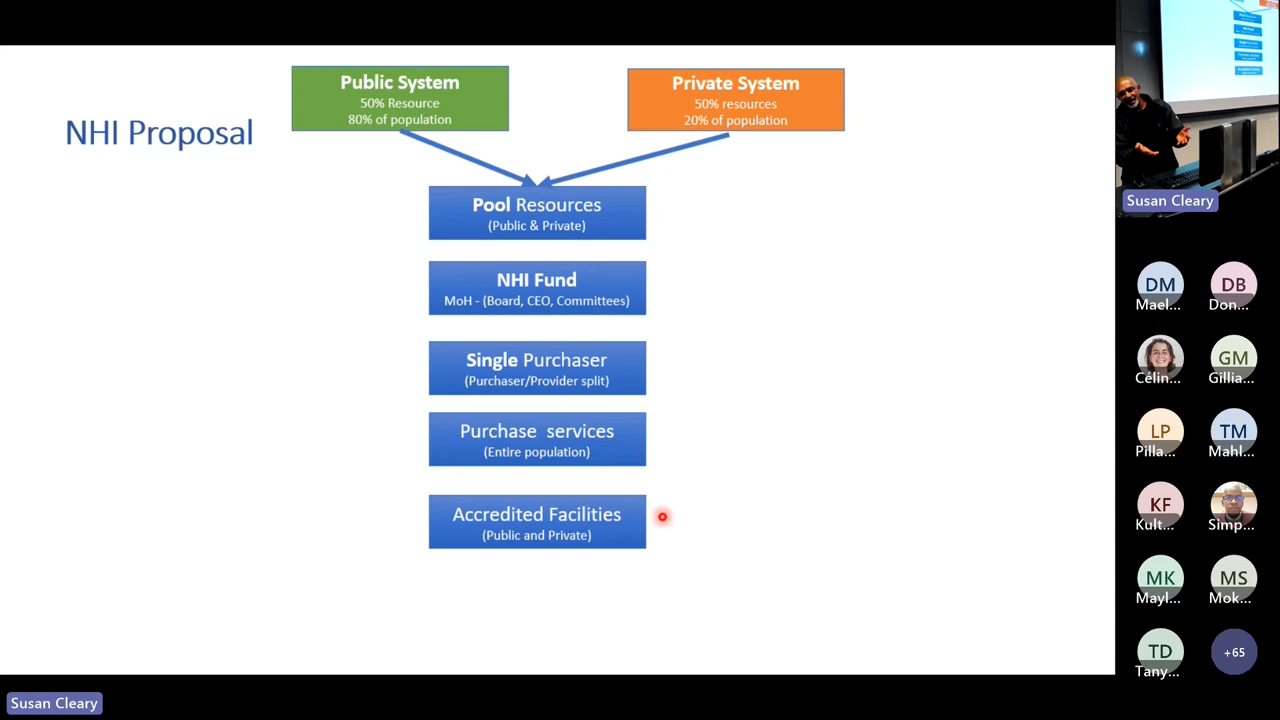 NHI Proposal
Public System
50% Resource
80% of population
Private System
50% resources
20% of population
Pool Resources
(Public & Private)
NHI Fund
MoH - (Board, CEO, Committees)
Single Purchaser
(Purchaser/Provider split)
Purchase services
(Entire population)
Accredited Facilities
(Public and Private)
Susan Cleary
DM
Mael...
DB
Don...
Célin...
GM
Gillia...
LP
Pilla...
TM
Mahl...
KF
Kult...
Simp...
MK
Mayl...
MS
Mok...
TD
Tany...
+65
Susan Cleary